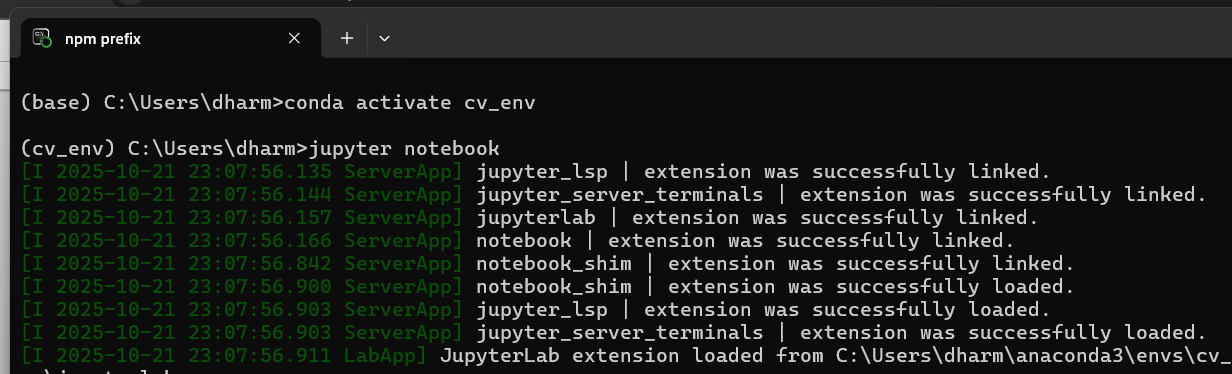 npm prefix
(base) C:\Users\dharm>conda activate cv_env
(cv_env) C:\Users\dharm>jupyter notebook
[I 2025-10-21 23:07:56.135 ServerApp] jupyter_lsp | extension was successfully linked.
[I 2025-10-21 23:07:56.144 ServerApp] jupyter_server_terminals | extension was successfully linked.
[I 2025-10-21 23:07:56.157 ServerApp] jupyterlab | extension was successfully linked.
[I 2025-10-21 23:07:56.166 ServerApp] notebook | extension was successfully linked.
[I 2025-10-21 23:07:56.842 ServerApp] notebook_shim | extension was successfully linked.
[I 2025-10-21 23:07:56.900 ServerApp] notebook_shim | extension was successfully loaded.
[I 2025-10-21 23:07:56.903 ServerApp] jupyter_lsp | extension was successfully loaded.
[I 2025-10-21 23:07:56.903 ServerApp] jupyter_server_terminals | extension was successfully loaded.
[I 2025-10-21 23:07:56.911 LabApp] JupyterLab extension loaded from C:\Users\dharm\anaconda3\envs\cv_